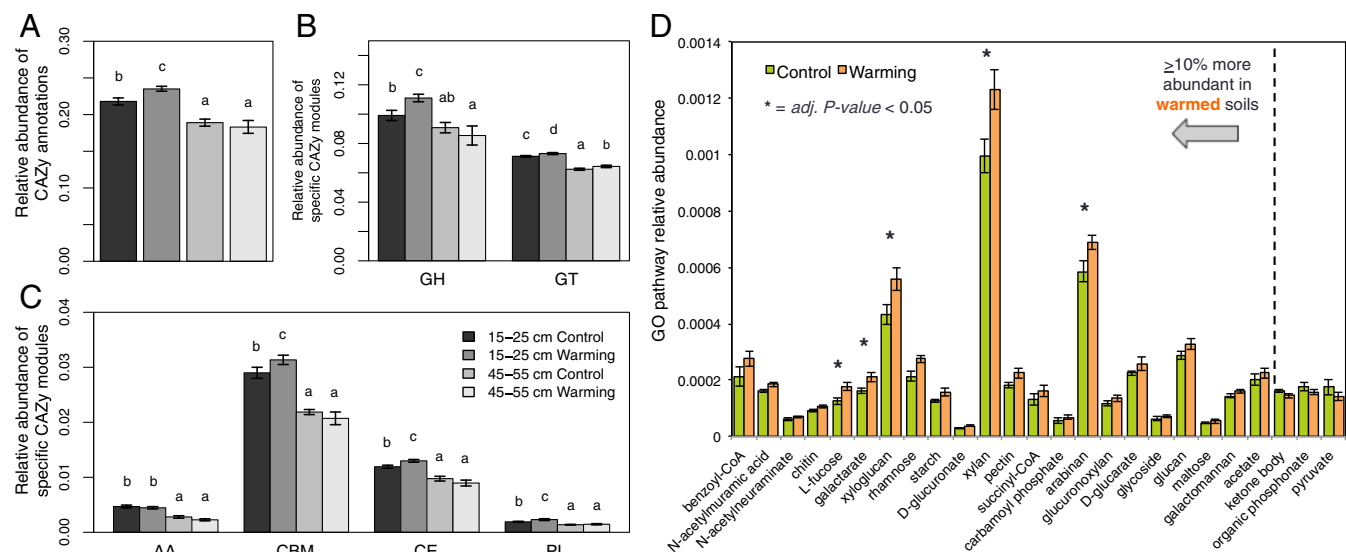 A
Relative abundance of
CAZy annotations
0.00
0.10
0.20
0.30
b
c
a
a
B
Relative abundance of
specific CAZy modules
0.00
0.04
0.08
0.12
b
c
ab
a
c
d
a
b
GH
GT
C
Relative abundance of
specific CAZy modules
0.00
0.01
0.02
0.03
0.04
15–25 cm Control
15–25 cm Warming
45–55 cm Control
45–55 cm Warming
b
b
a
a
b
c
a
a
b
c
a
a
b
c
a
a
AA
CBM
CE
PL
D
GO pathway relative abundance
0.0014
0.0012
0.001
0.0008
0.0006
0.0004
0.0002
0
Control
Warming
* = adj. P-value < 0.05
≥10% more
abundant in
warmed soils
*
*
*
*
*
*
benzoyl-CoA
N-acetylmuramic acid
N-acetylneuraminate
chitin
L-fucose
galactarate
xyloglucan
rhamnose
starch
D-glucuronate
xylan
pectin
succinyl-CoA
carbamoyl phosphate
arabinan
glucuronoxylan
D-glucarate
glycoside
glucan
maltose
galactomannan
acetate
ketone body
organic phosphonate
pyruvate